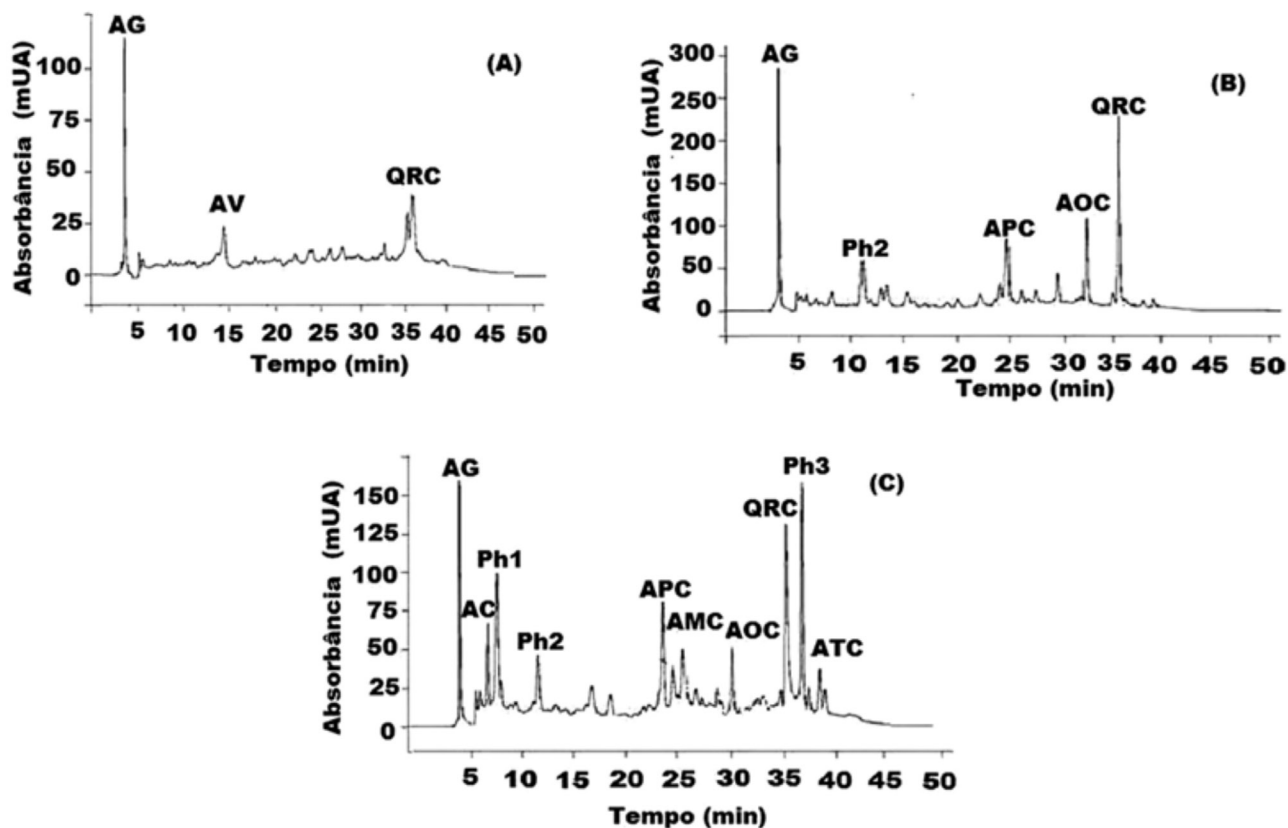 AG
(A)
100
75
50
25
0
AV
QRC
Absorbância (mUA)
5 10 15 20 25 30 35 40 45 50
Tempo (min)
300
250
200
150
100
50
0
AG
(B)
QRC
AOC
APC
Ph2
Absorbância (mUA)
5 10 15 20 25 30 35 40 45 50
Tempo (min)
AG
Ph3
(C)
QRC
150
125
100
75
50
25
0
Ph1
AC
APC
AMC
AOC
Ph2
ATC
Absorbância (mUA)
5 10 15 20 25 30 35 40 45 50
Tempo (min)